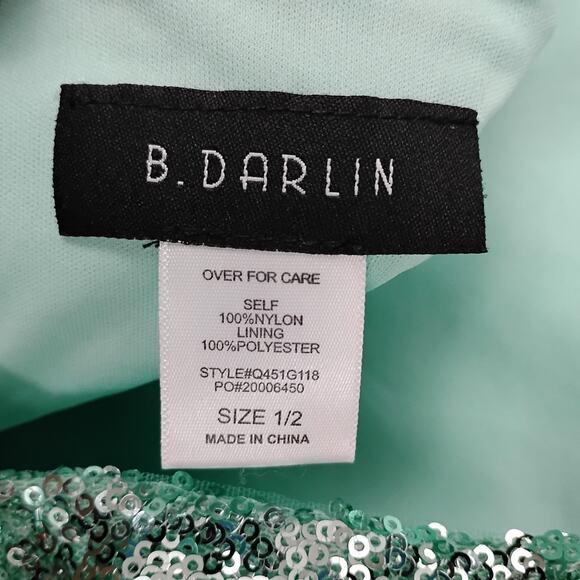 B. DARLIN
OVER FOR CARE
SELF
100%NYLON
LINING
100%POLYESTER
STYLE#Q451G118
PO#20006450
SIZE 1/2
MADE IN CHINA